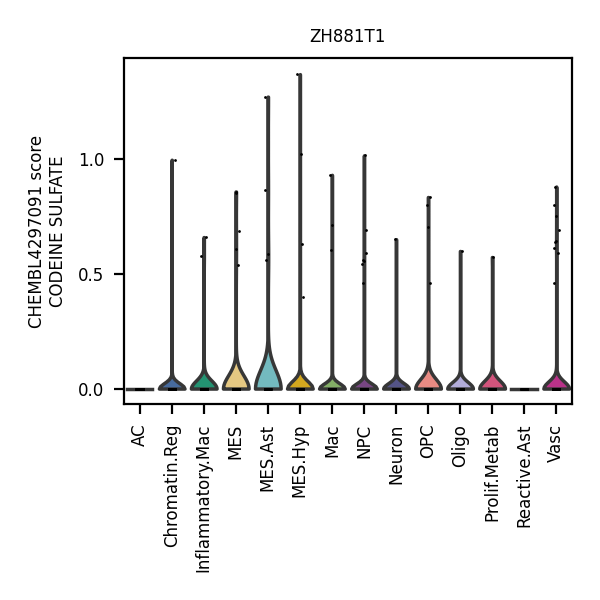 ZH881T1
CHEMBL4297091 score
CODEINE SULFATE
1.0
0.5
0.0
AC
Chromatin.Reg
Inflammatory.Mac
MES
MES.Ast
MES.Hyp
Mac
NPC
Neuron
OPC
Oligo
Prolif.Metab
Reactive.Ast
Vasc